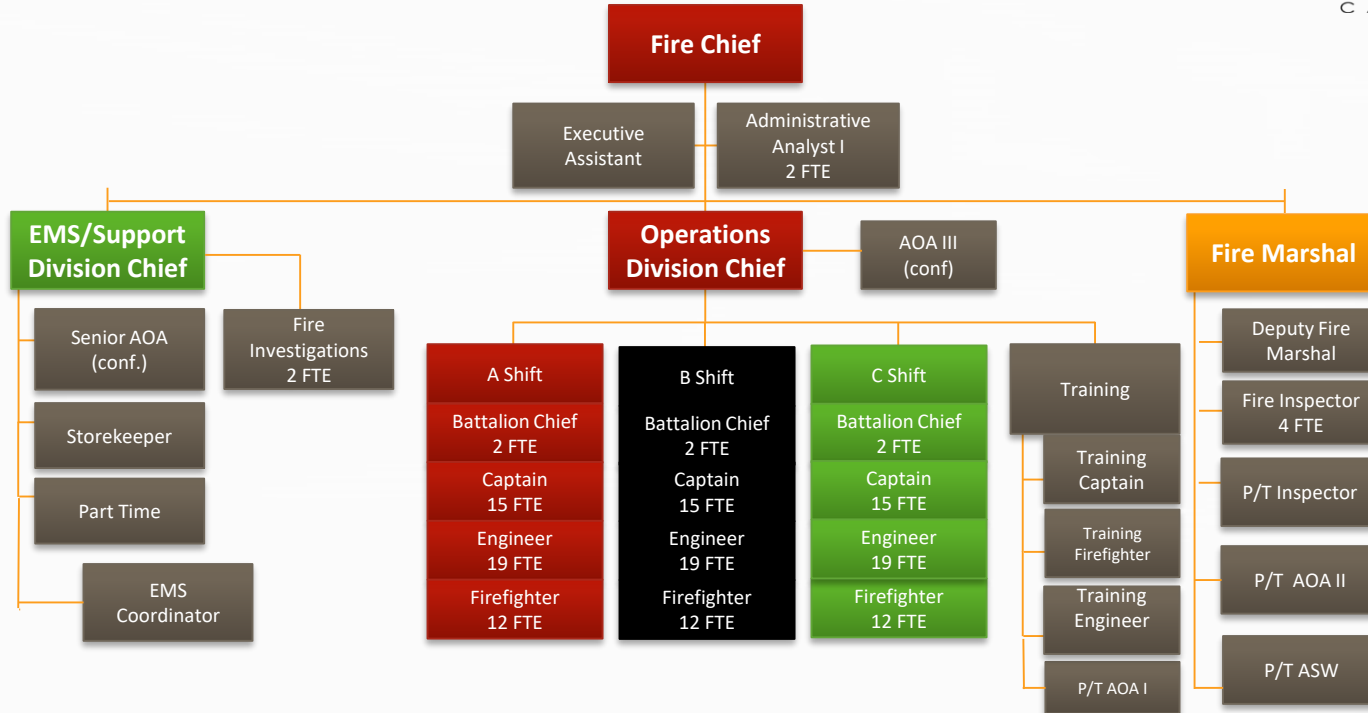 C A
Fire Chief
Executive
Assistant
Administrative
Analyst I
2 FTE
EMS/Support
Division Chief
Operations
Division Chief
AOA III
(conf)
Fire Marshal
Senior AOA
(conf.)
Fire
Investigations
2 FTE
Storekeeper
Part Time
EMS
Coordinator
A Shift
Battalion Chief
2 FTE
Captain
15 FTE
Engineer
19 FTE
Firefighter
12 FTE
B Shift
Battalion Chief
2 FTE
Captain
15 FTE
Engineer
19 FTE
Firefighter
12 FTE
C Shift
Battalion Chief
2 FTE
Captain
15 FTE
Engineer
19 FTE
Firefighter
12 FTE
Training
Training
Captain
Training
Firefighter
Training
Engineer
P/T AOA I
Deputy Fire
Marshal
Fire Inspector
4 FTE
P/T Inspector
P/T  AOA II
P/T ASW